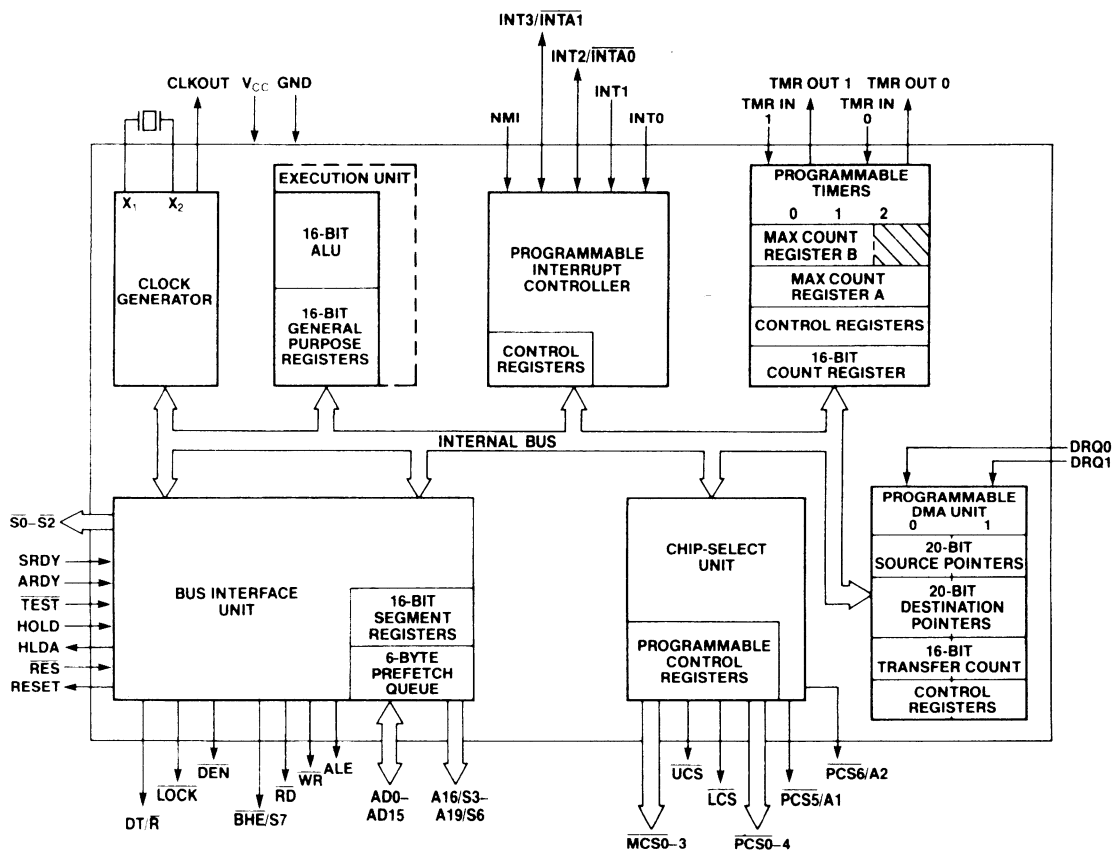 INT3/INTA1
INT2/INTA0
CLKOUT
VCC GND
INT1
NMI
INT0
TMR OUT 1
TMR OUT 0
TMR IN
1
TMR IN
0
X1
X2
CLOCK
GENERATOR
EXECUTION UNIT
16-BIT
ALU
16-BIT
GENERAL
PURPOSE
REGISTERS
PROGRAMMABLE
INTERRUPT
CONTROLLER
CONTROL
REGISTERS
PROGRAMMABLE
TIMERS
0 1 2
MAX COUNT
REGISTER B
MAX COUNT
REGISTER A
CONTROL REGISTERS
16-BIT
COUNT REGISTER
INTERNAL BUS
DRQ0
DRQ1
S0–S2
SRDY
ARDY
TEST
HOLD
HLDA
RES
RESET
BUS INTERFACE
UNIT
16-BIT
SEGMENT
REGISTERS
6-BYTE
PREFETCH
QUEUE
CHIP-SELECT
UNIT
PROGRAMMABLE
CONTROL
REGISTERS
PROGRAMMABLE
DMA UNIT
0 1
20-BIT
SOURCE POINTERS
20-BIT
DESTINATION
POINTERS
16-BIT
TRANSFER COUNT
CONTROL
REGISTERS
DT/R
LOCK
DEN
BHE/S7
RD
WR
ALE
AD0–
AD15
A16/S3–
A19/S6
MCS0–3
UCS
LCS
PCS0–4
PCS5/A1
PCS6/A2